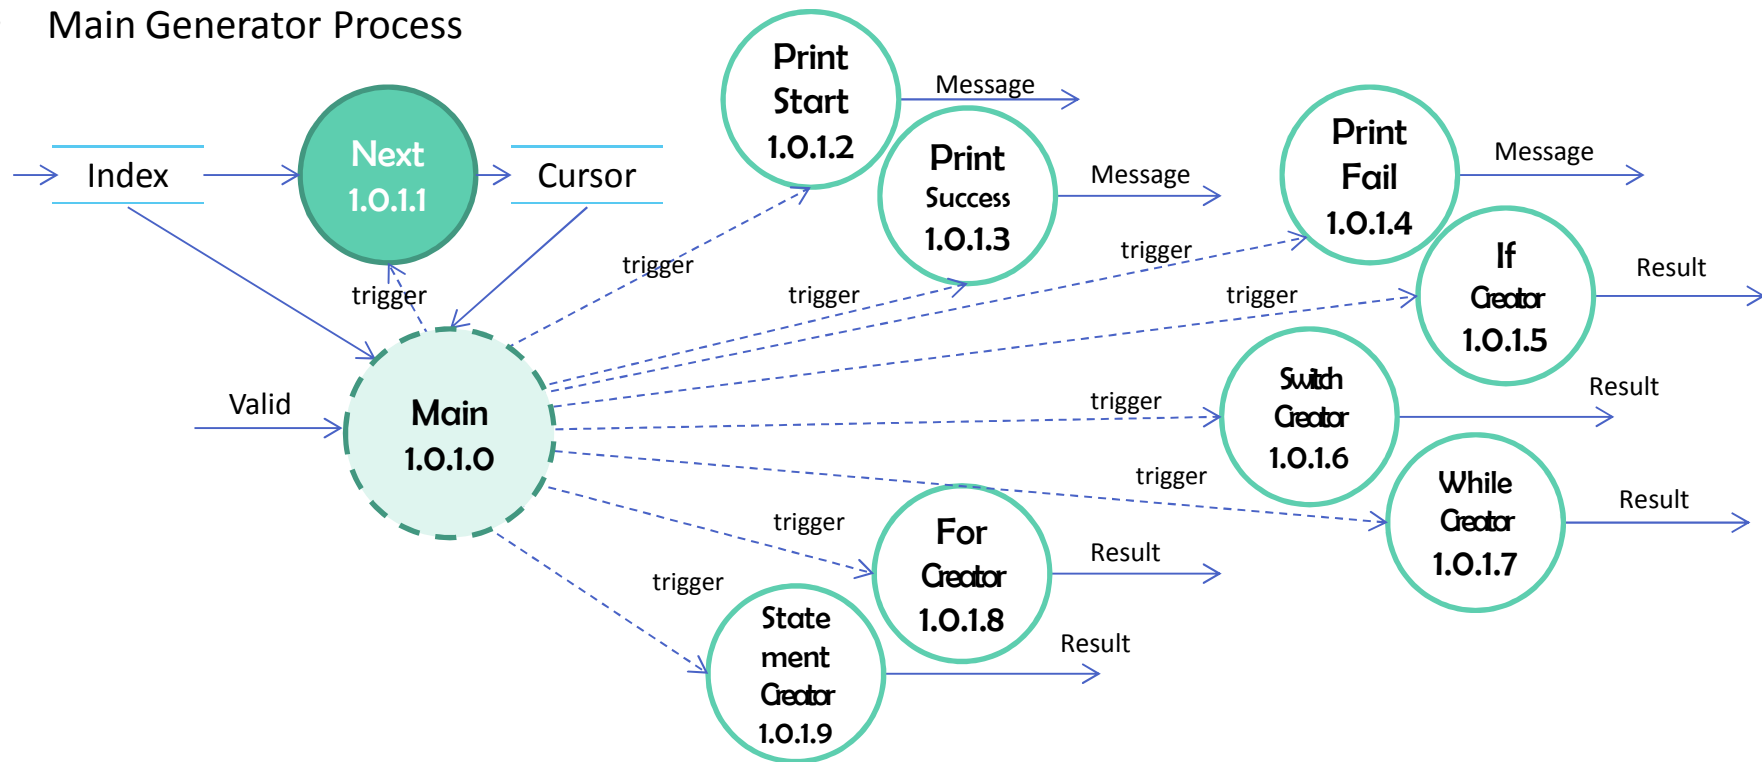 Main Generator Process
Index
Next
1.0.1.1
Cursor
trigger
Valid
Main
1.0.1.0
Print
Start
1.0.1.2
Message
trigger
Print
Success
1.0.1.3
Message
trigger
Print
Fail
1.0.1.4
Message
trigger
If
Creator
1.0.1.5
Result
trigger
Switch
Creator
1.0.1.6
Result
trigger
While
Creator
1.0.1.7
Result
trigger
For
Creator
1.0.1.8
Result
trigger
State
ment
Creator
1.0.1.9
Result
trigger